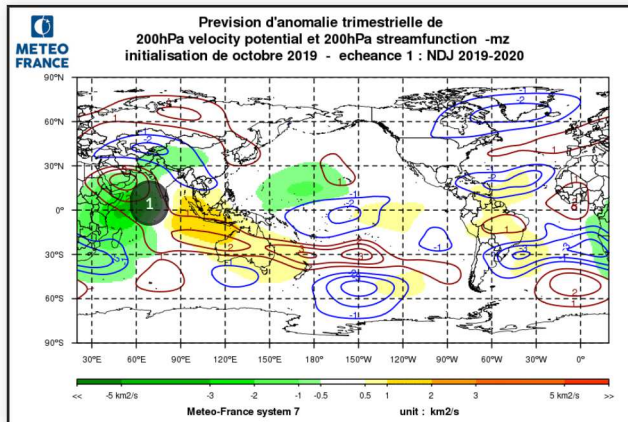 METEO
FRANCE
Prevision d'anomalie trimestrielle de
200hPa velocity potential et 200hPa streamfunction -mz
initialisation de octobre 2019 - echeance 1 : NDJ 2019-2020
90°N
60°N
30°N
0°
30°S
60°S
90°S
1
30°E 60°E 90°E 120°E 150°E 180° 150°W 120°W 90°W 60°W 30°W 0°
<< -5 km2/s -3 -2 -1 -0.5 0.5 1 2 3 5 km2/s >>
Meteo-France system 7 unit : km2/s